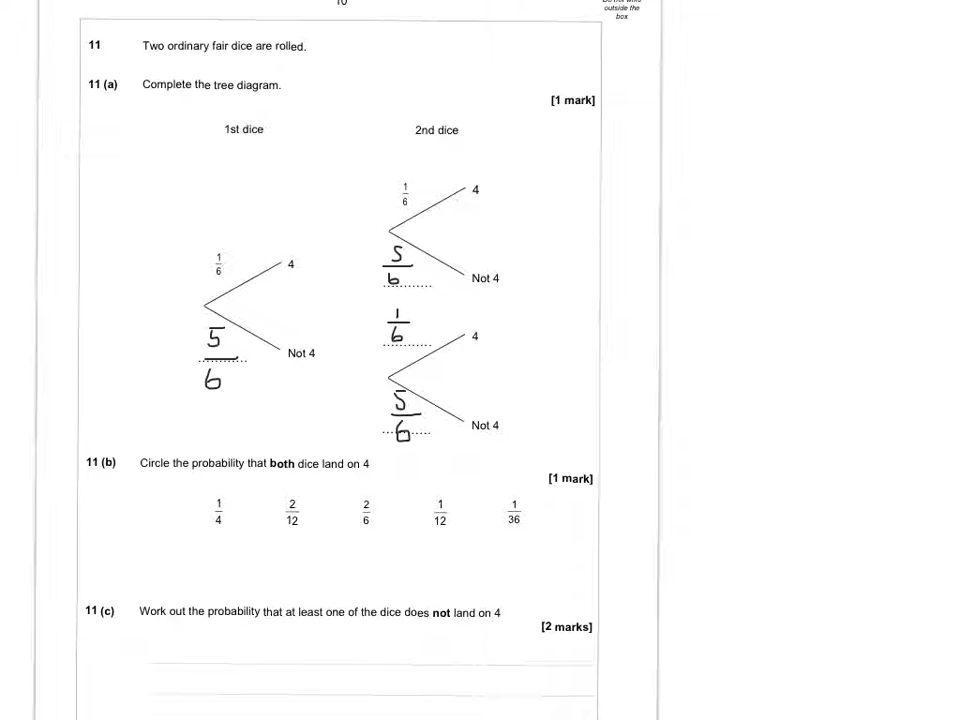 10
outside the
box
11 Two ordinary fair dice are rolled.
11 (a) Complete the tree diagram.
[1 mark]
1st dice 2nd dice
1/6 4
5/6 Not 4
1/6 4
5/6 Not 4
1/6 4
5/6 Not 4
11 (b) Circle the probability that both dice land on 4
[1 mark]
1/4 2/12 2/6 1/12 1/36
11 (c) Work out the probability that at least one of the dice does not land on 4
[2 marks]